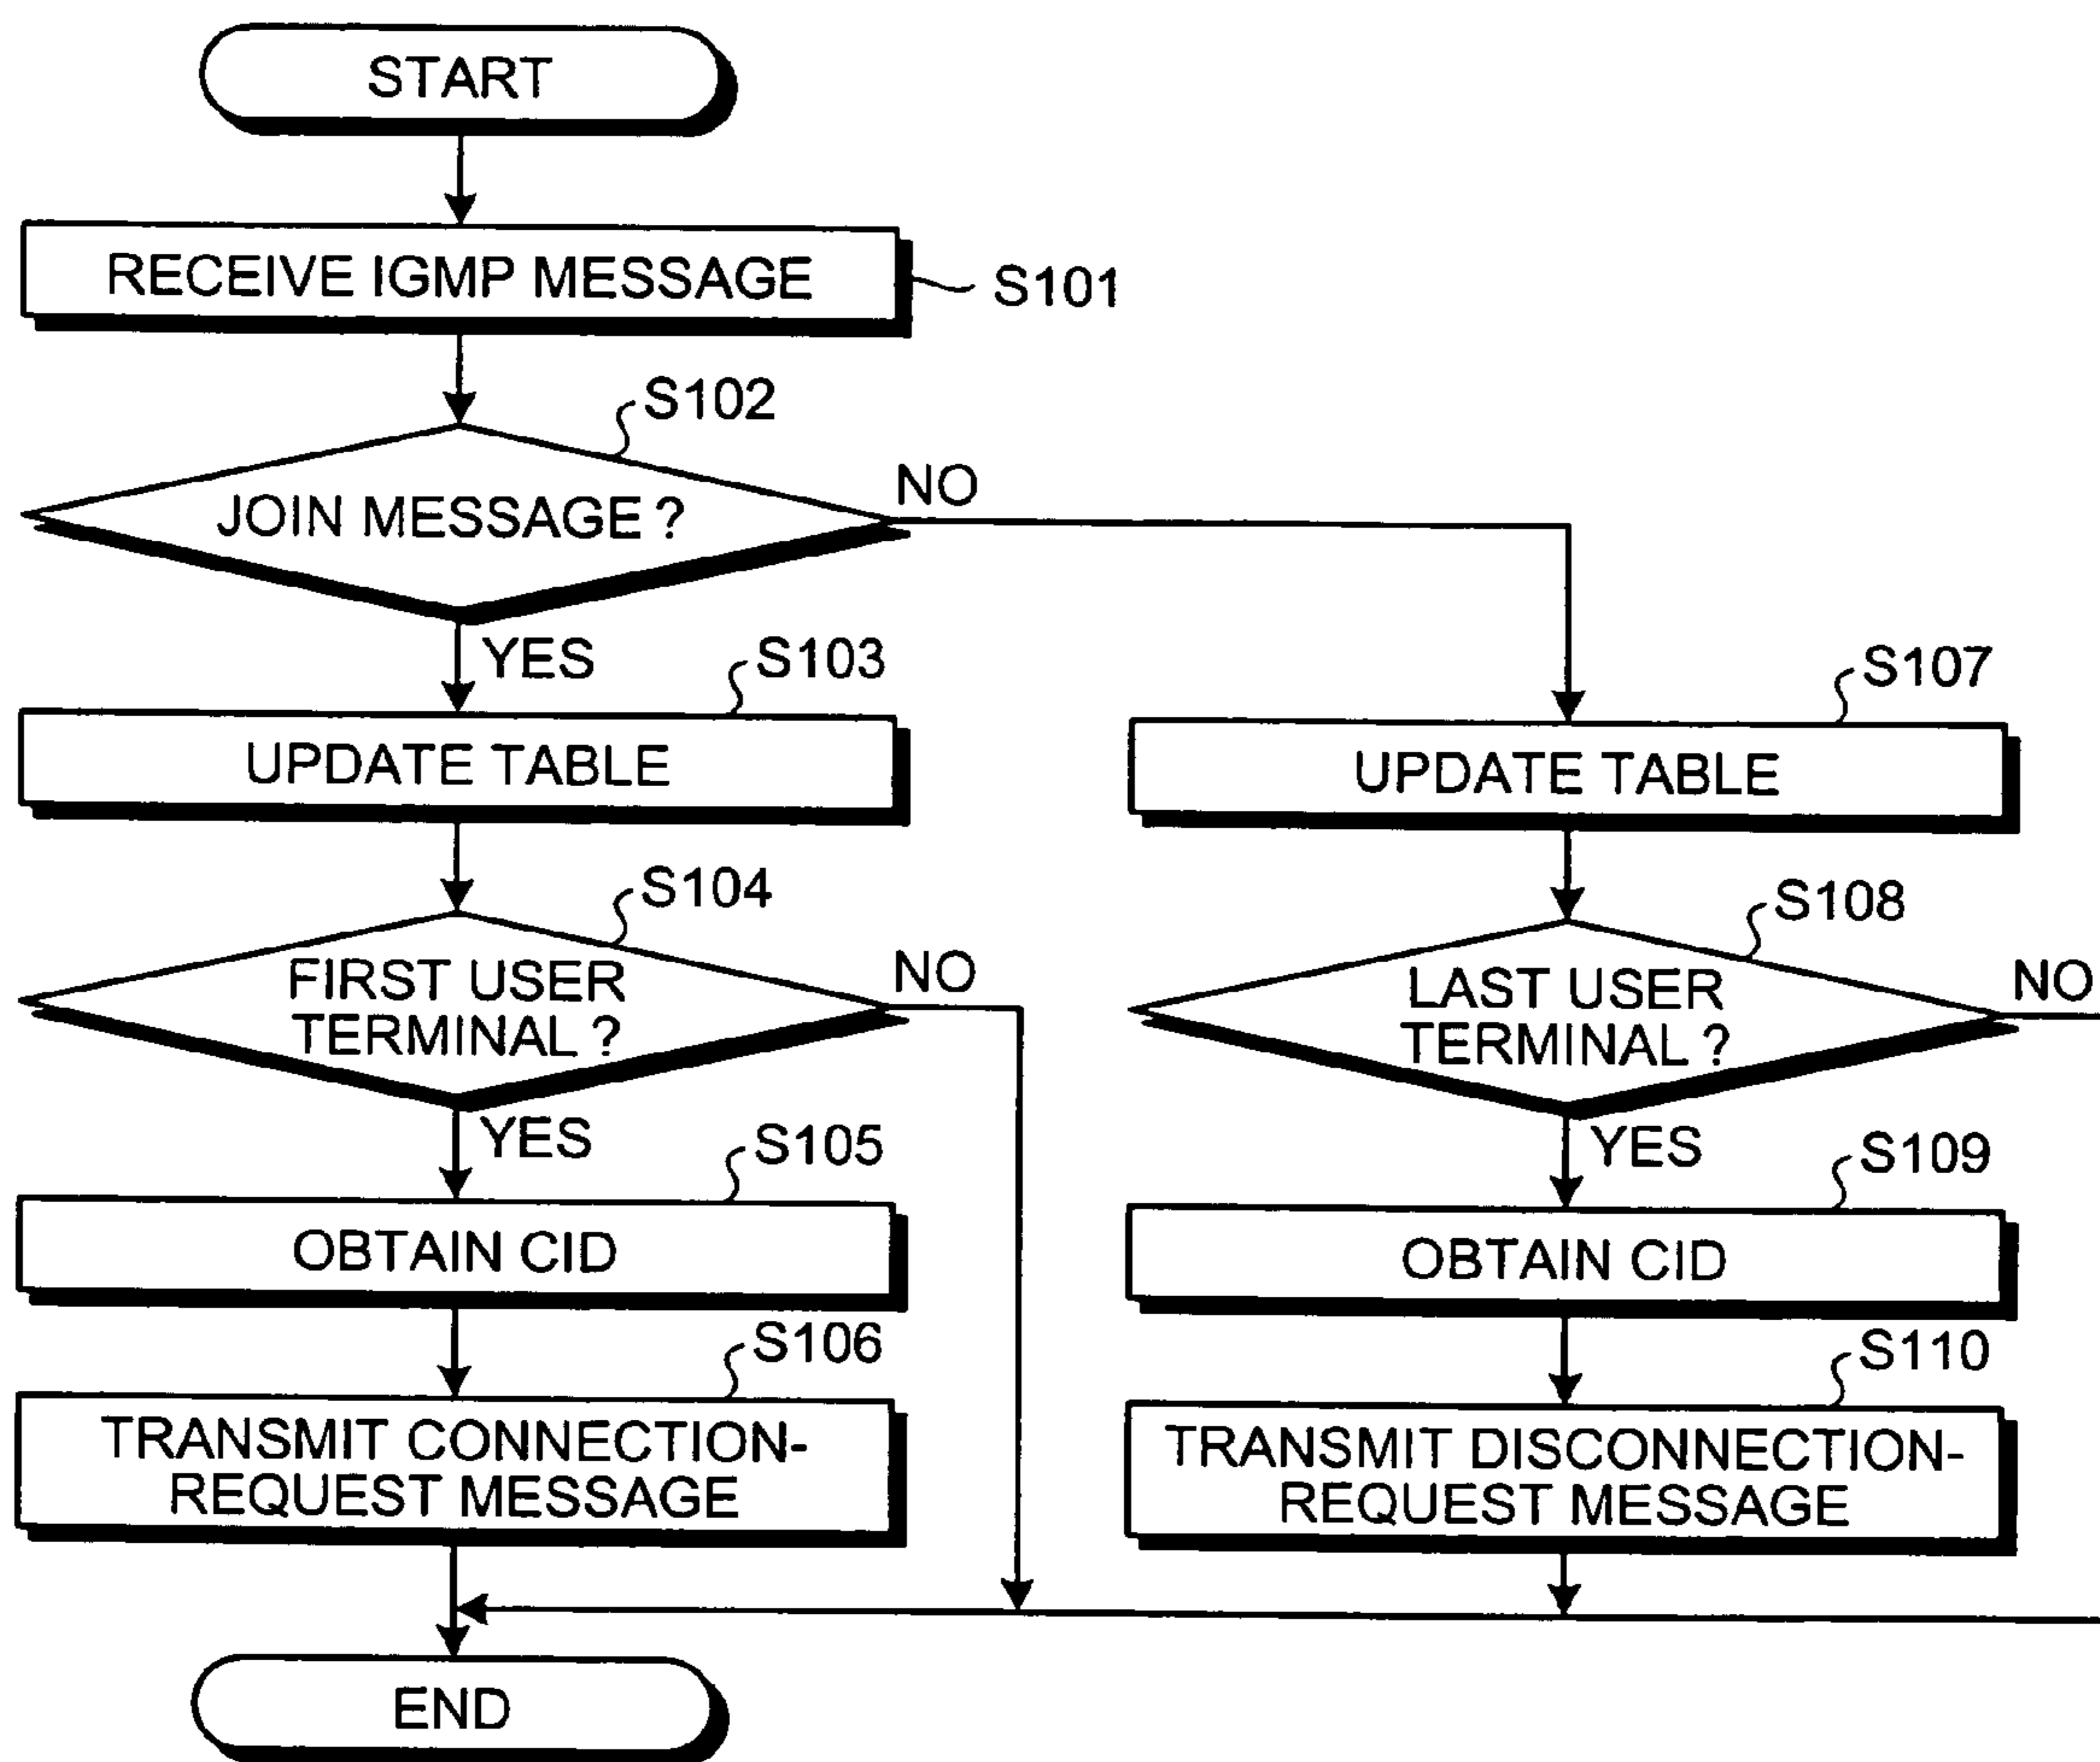 START
RECEIVE IGMP MESSAGE
S101
S102
JOIN MESSAGE ?
NO
YES
S103
UPDATE TABLE
S104
FIRST USER
TERMINAL ?
NO
YES
S105
OBTAIN CID
S106
TRANSMIT CONNECTION-
REQUEST MESSAGE
S107
UPDATE TABLE
S108
LAST USER
TERMINAL ?
NO
YES
S109
OBTAIN CID
S110
TRANSMIT DISCONNECTION-
REQUEST MESSAGE
END